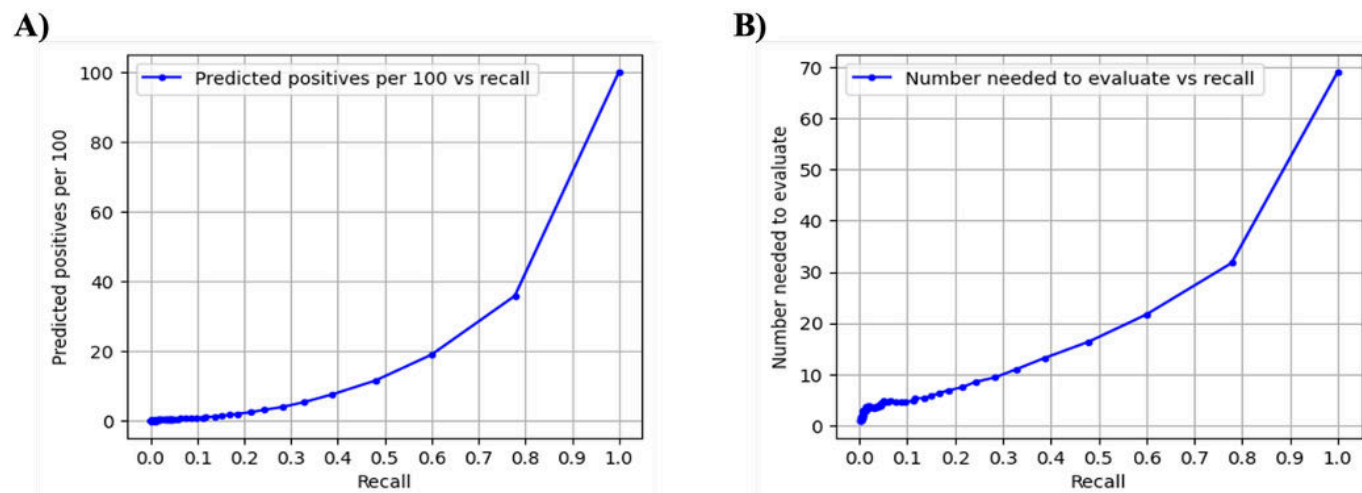 A)
Predicted positives per 100 vs recall
Predicted positives per 100
100
80
60
40
20
0
0.0 0.1 0.2 0.3 0.4 0.5 0.6 0.7 0.8 0.9 1.0
Recall
B)
Number needed to evaluate vs recall
Number needed to evaluate
70
60
50
40
30
20
10
0
0.0 0.1 0.2 0.3 0.4 0.5 0.6 0.7 0.8 0.9 1.0
Recall